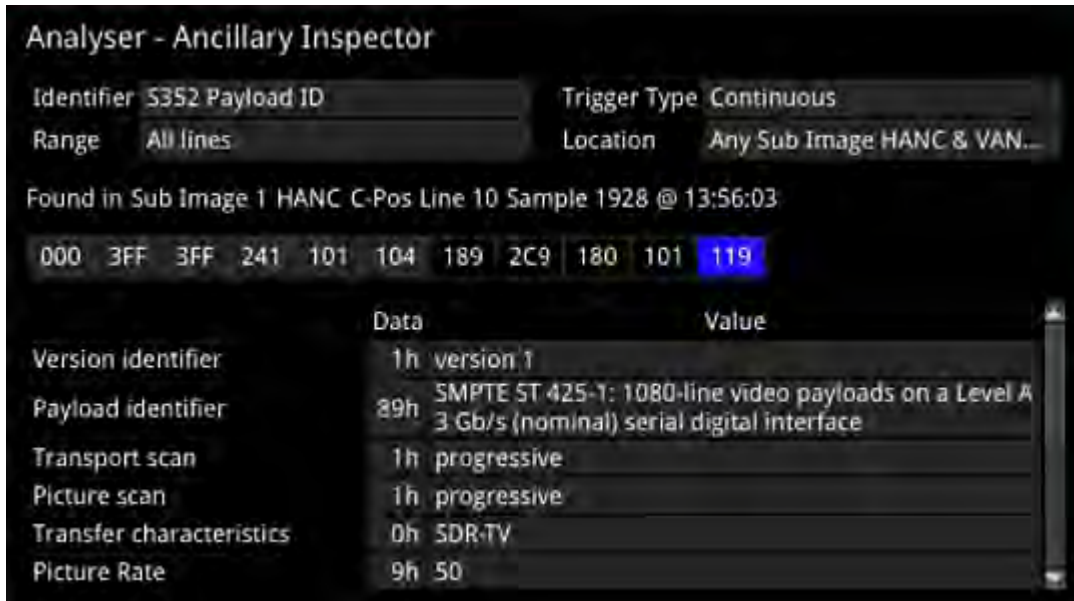 Analyser - Ancillary Inspector
Identifier S352 Payload ID Trigger Type Continuous
Range All lines Location Any Sub Image HANC & VAN...
Found in Sub Image 1 HANC C-Pos Line 10 Sample 1928 @ 13:56:03
000 3FF 3FF 241 101 104 189 2C9 180 101 119
Data Value
Version identifier 1h version 1
Payload identifier 89h SMPTE ST 425-1: 1080-line video payloads on a Level A
3 Gb/s (nominal) serial digital interface
Transport scan 1h progressive
Picture scan 1h progressive
Transfer characteristics 0h SDR-TV
Picture Rate 9h 50